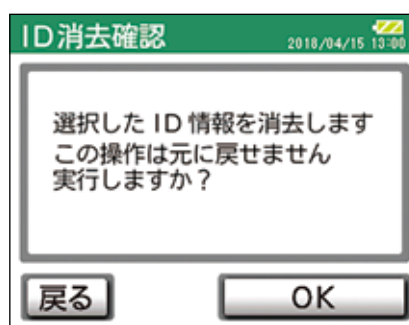 ID消去確認
2018/04/15 13:00
選択した ID 情報を消去します
この操作は元に戻せません
実行しますか？
戻る
OK